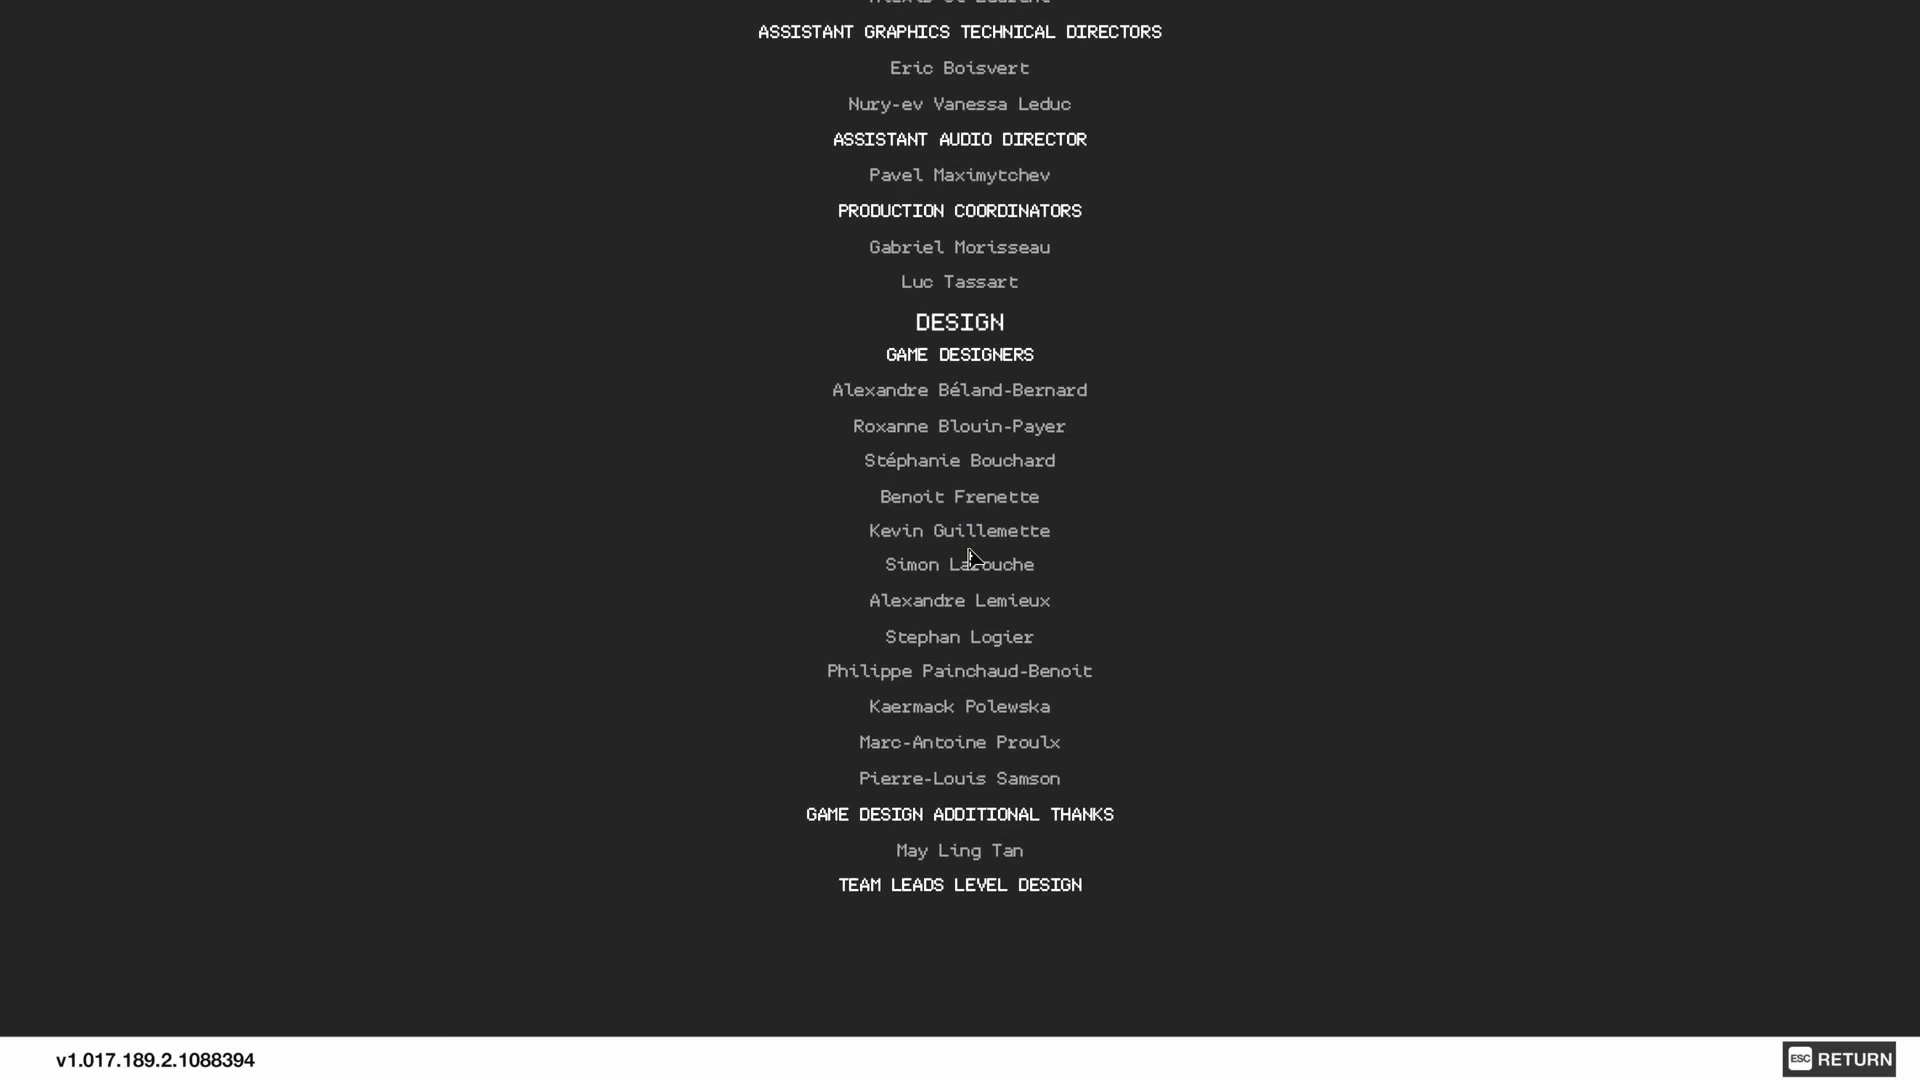 ASSISTANT GRAPHICS TECHNICAL DIRECTORS
Eric Boisvert
Nury-ev Vanessa Leduc
ASSISTANT AUDIO DIRECTOR
Pavel Maximytchev
PRODUCTION COORDINATORS
Gabriel Morisseau
Luc Tassart
DESIGN
GAME DESIGNERS
Alexandre Béland-Bernard
Roxanne Blouin-Payer
Stéphanie Bouchard
Benoit Frenette
Kevin Guillemette
Simon Larouche
Alexandre Lemieux
Stephan Logier
Philippe Painchaud-Benoit
Kaermack Polewska
Marc-Antoine Proulx
Pierre-Louis Samson
GAME DESIGN ADDITIONAL THANKS
May Ling Tan
TEAM LEADS LEVEL DESIGN
v1.017.189.2.1088394
ESC RETURN